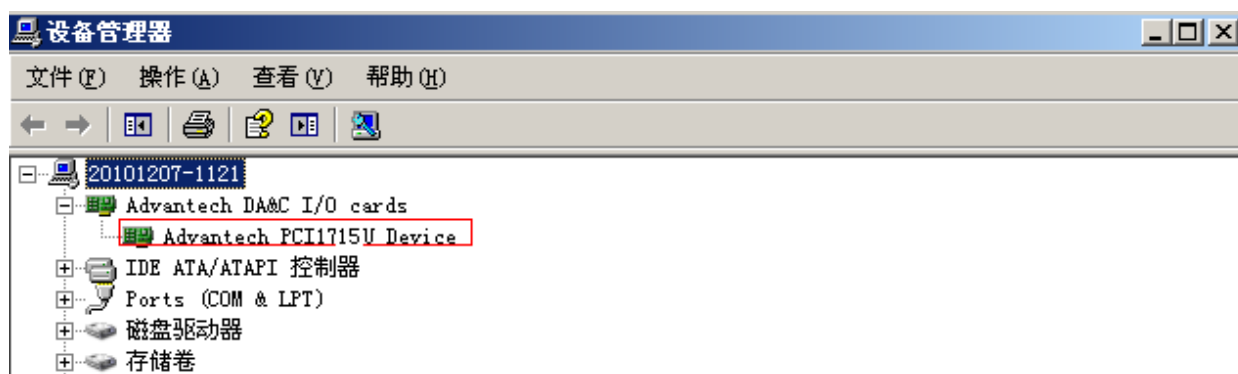 设备管理器
文件(F) 操作(A) 查看(V) 帮助(H)
20101207-1121
Advantech DA&C I/O cards
Advantech PCI1715U Device
IDE ATA/ATAPI 控制器
Ports (COM & LPT)
磁盘驱动器
存储卷